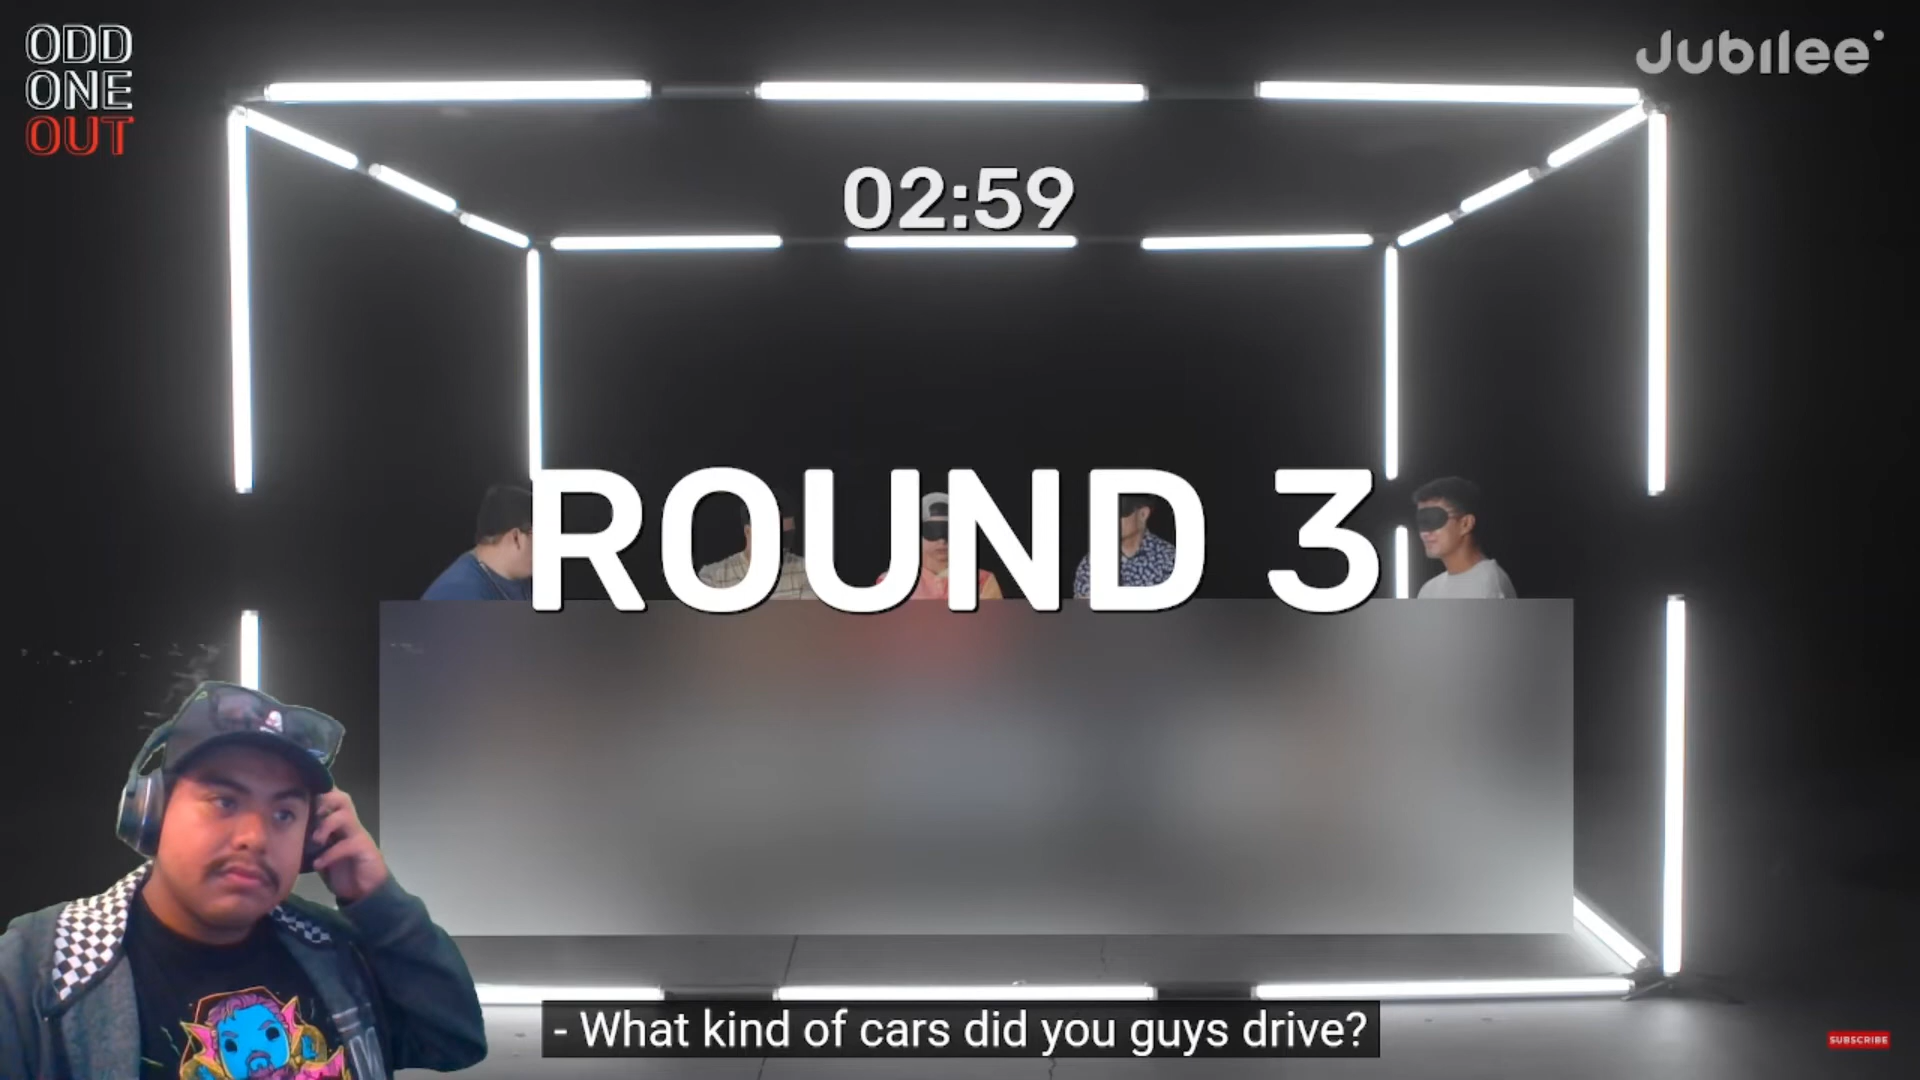 ODD
ONE
OUT
Jubilee
02:59
ROUND 3
- What kind of cars did you guys drive?
SUBSCRIBE